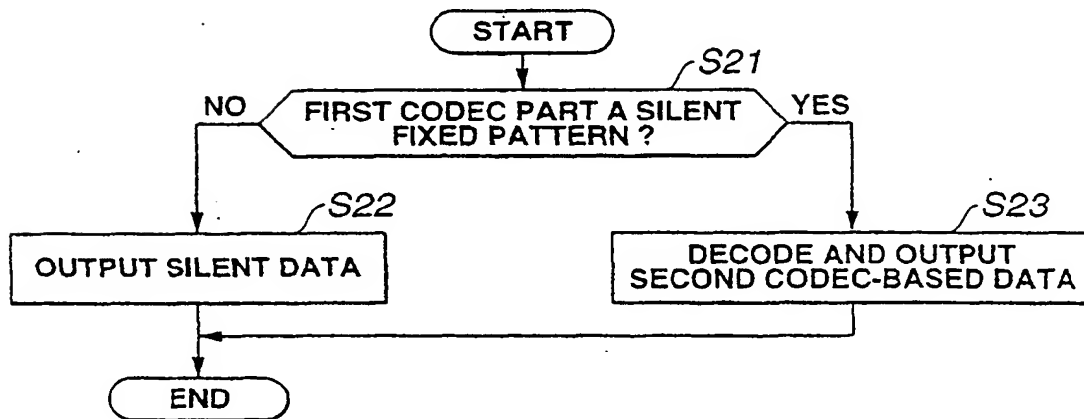 START
S21
NO
FIRST CODEC PART A SILENT
FIXED PATTERN ?
YES
S22
OUTPUT SILENT DATA
S23
DECODE AND OUTPUT
SECOND CODEC-BASED DATA
END